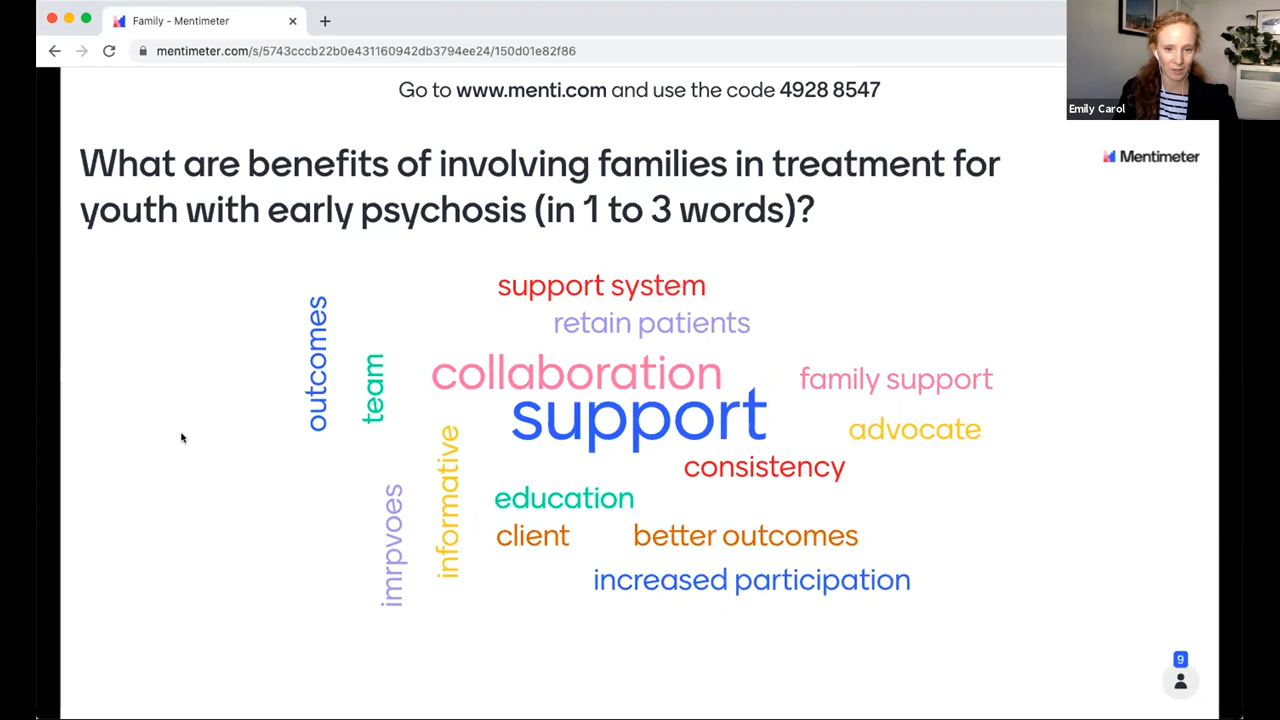 Family - Mentimeter
mentimeter.com/s/5743cccb22b0e431160942db3794ee24/150d01e82f86
Emily Carol
Go to www.menti.com and use the code 4928 8547
Mentimeter
What are benefits of involving families in treatment for
youth with early psychosis (in 1 to 3 words)?
support system
retain patients
outcomes
team
collaboration
family support
support
advocate
consistency
informative
education
imrpvoes
client
better outcomes
increased participation
9